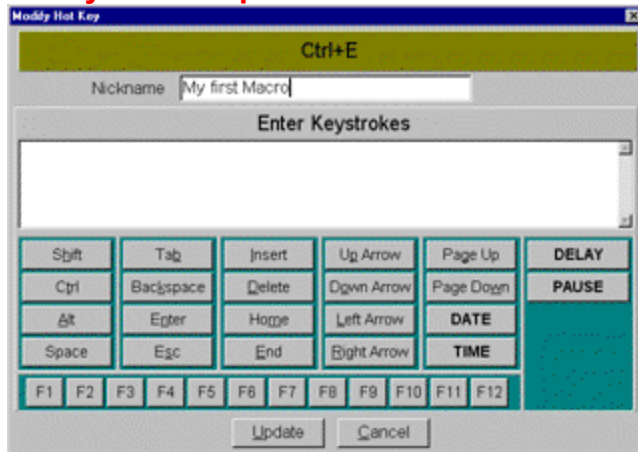 Modify Hot Key
Ctrl+E
Nickname My first Macro
Enter Keystrokes
Shift Tab Insert Up Arrow Page Up DELAY
Ctrl Backspace Delete Down Arrow Page Down PAUSE
Alt Enter Home Left Arrow DATE
Space Esc End Right Arrow TIME
F1 F2 F3 F4 F5 F6 F7 F8 F9 F10 F11 F12
Update Cancel